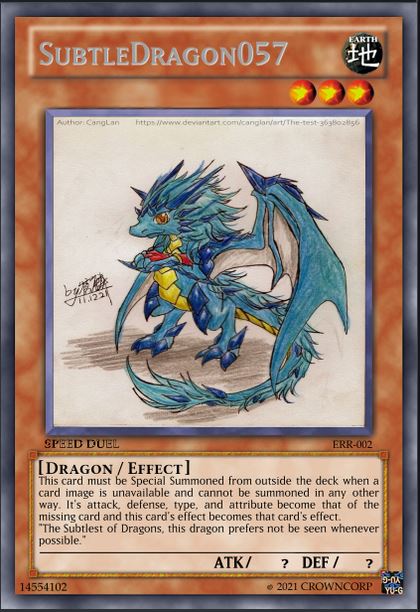 SubtleDragon057
EARTH
地
Author: CangLan https://www.deviantart.com/canglan/art/The-test-363802856
11.12.29
SPEED DUEL ERR-002
[Dragon / Effect]
This card must be Special Summoned from outside the deck when a
card image is unavailable and cannot be summoned in any other
way. It's attack, defense, type, and attribute become that of the
missing card and this card's effect becomes that card's effect.
"The Subtlest of Dragons, this dragon prefers not be seen whenever
possible."
ATK / ? DEF / ?
14554102 © 2021 CROWNCORP